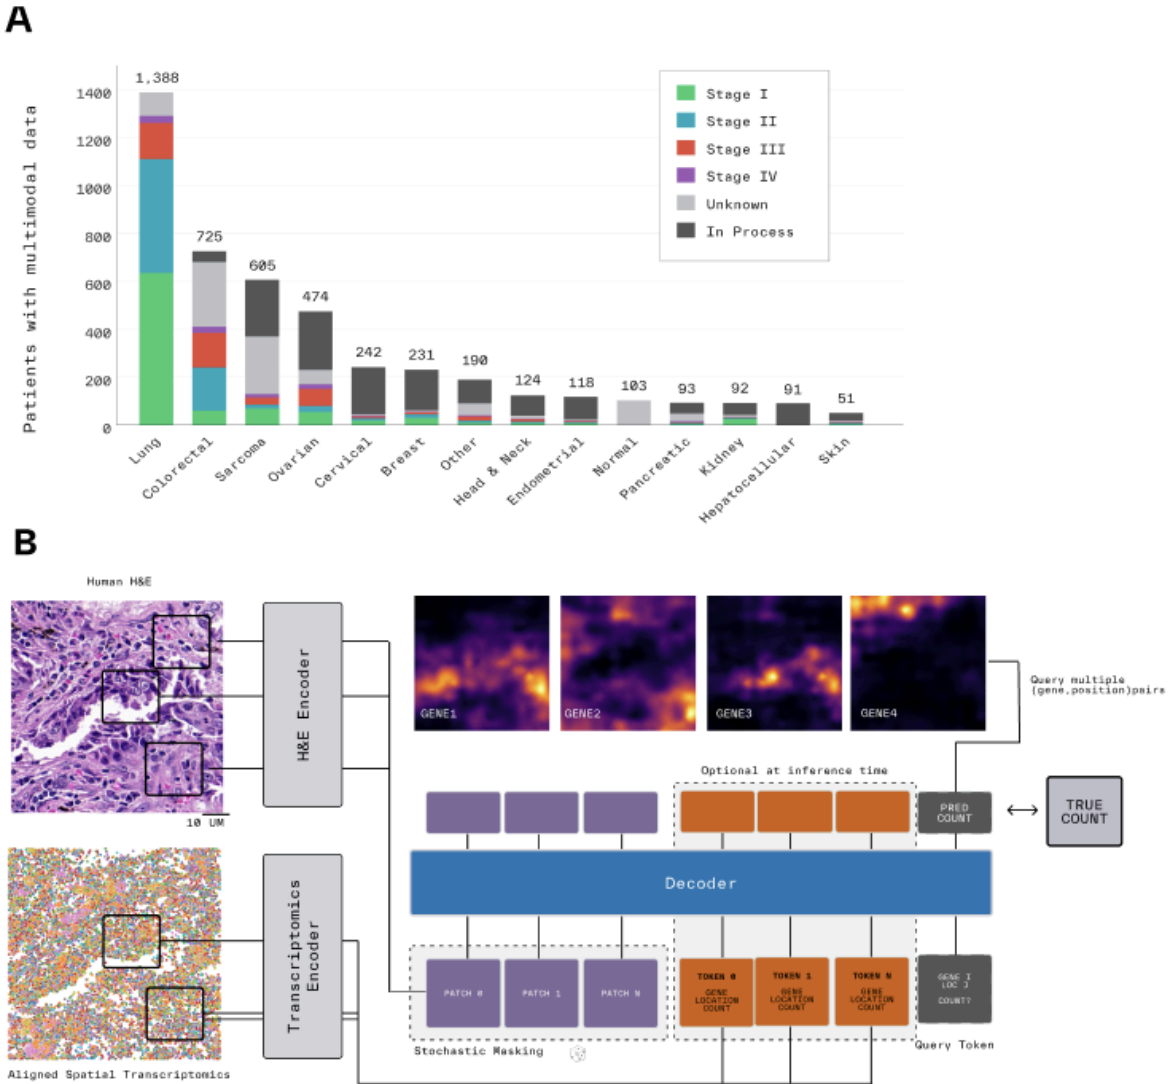 A
Patients with multimodal data
1400
1200
1000
800
600
400
200
0
1,388
725
605
474
242
231
190
124
118
103
93
92
91
51
Stage I
Stage II
Stage III
Stage IV
Unknown
In Process
Lung
Colorectal
Sarcoma
Ovarian
Cervical
Breast
Other
Head & Neck
Endometrial
Normal
Pancreatic
Kidney
Hepatocellular
Skin
B
Human H&E
10 UM
H&E Encoder
GENE1
GENE2
GENE3
GENE4
Query multiple
(gene,position)pairs
Optional at inference time
PRED
COUNT
TRUE
COUNT
Decoder
Transcriptomics
Encoder
PATCH 0
PATCH 1
PATCH N
TOKEN 0
GENE
LOCATION
COUNT
TOKEN 1
GENE
LOCATION
COUNT
TOKEN N
GENE
LOCATION
COUNT
GENE I
LOC J
COUNT?
Stochastic Masking
Query Token
Aligned Spatial Transcriptomics